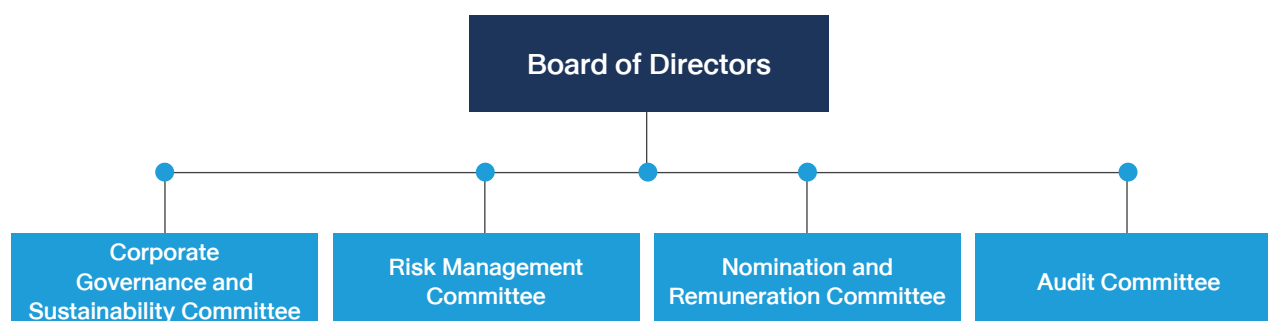 Board of Directors
Corporate
Governance and
Sustainability Committee
Risk Management
Committee
Nomination and
Remuneration Committee
Audit Committee